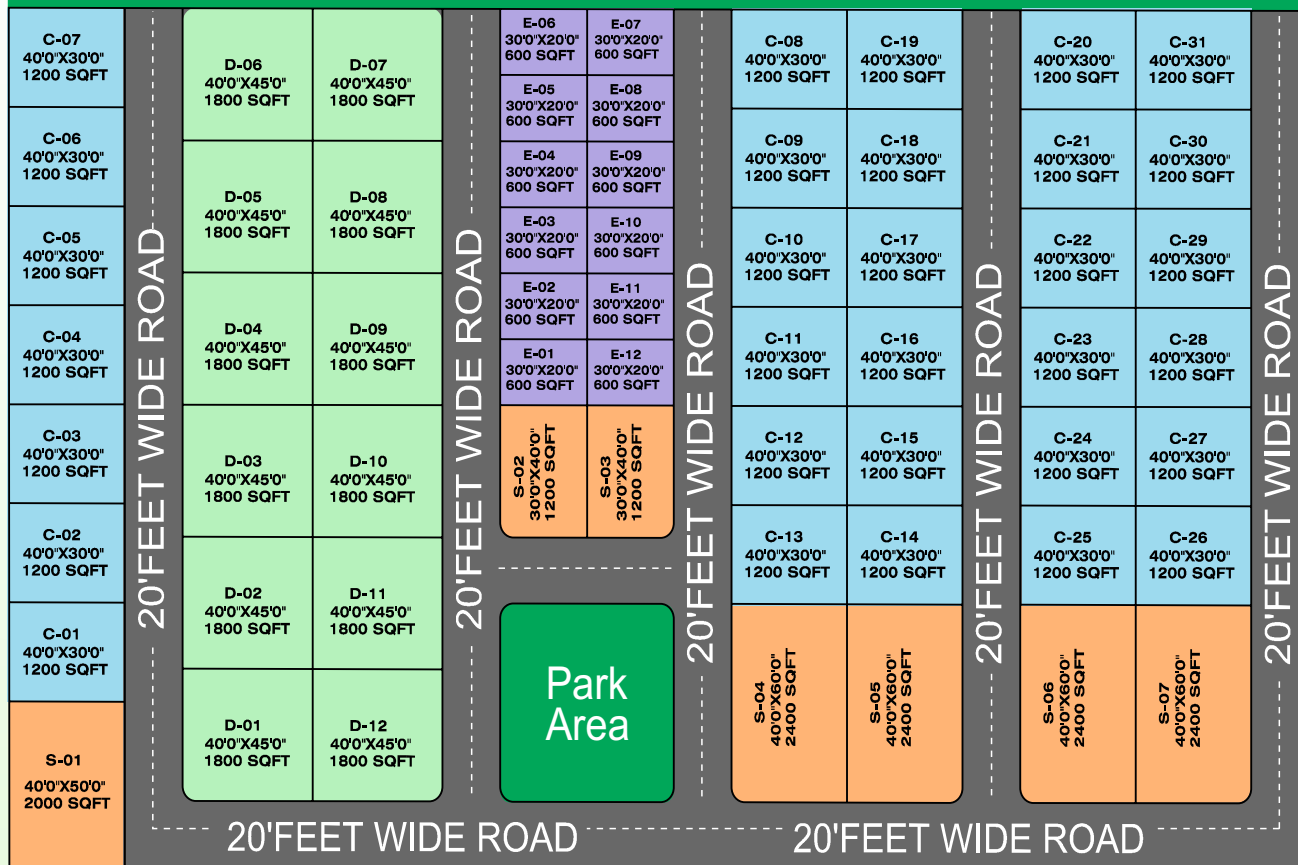 C-07
40'0"X30'0"
1200 SQFT
C-06
40'0"X30'0"
1200 SQFT
C-05
40'0"X30'0"
1200 SQFT
C-04
40'0"X30'0"
1200 SQFT
C-03
40'0"X30'0"
1200 SQFT
C-02
40'0"X30'0"
1200 SQFT
C-01
40'0"X30'0"
1200 SQFT
S-01
40'0"X50'0"
2000 SQFT
20'FEET WIDE ROAD
D-06
40'0"X45'0"
1800 SQFT
D-07
40'0"X45'0"
1800 SQFT
D-05
40'0"X45'0"
1800 SQFT
D-08
40'0"X45'0"
1800 SQFT
D-04
40'0"X45'0"
1800 SQFT
D-09
40'0"X45'0"
1800 SQFT
D-03
40'0"X45'0"
1800 SQFT
D-10
40'0"X45'0"
1800 SQFT
D-02
40'0"X45'0"
1800 SQFT
D-11
40'0"X45'0"
1800 SQFT
D-01
40'0"X45'0"
1800 SQFT
D-12
40'0"X45'0"
1800 SQFT
20'FEET WIDE ROAD
E-06
30'0"X20'0"
600 SQFT
E-07
30'0"X20'0"
600 SQFT
E-05
30'0"X20'0"
600 SQFT
E-08
30'0"X20'0"
600 SQFT
E-04
30'0"X20'0"
600 SQFT
E-09
30'0"X20'0"
600 SQFT
E-03
30'0"X20'0"
600 SQFT
E-10
30'0"X20'0"
600 SQFT
E-02
30'0"X20'0"
600 SQFT
E-11
30'0"X20'0"
600 SQFT
E-01
30'0"X20'0"
600 SQFT
E-12
30'0"X20'0"
600 SQFT
S-02
30'0"X40'0"
1200 SQFT
S-03
30'0"X40'0"
1200 SQFT
Park
Area
20'FEET WIDE ROAD
C-08
40'0"X30'0"
1200 SQFT
C-19
40'0"X30'0"
1200 SQFT
C-09
40'0"X30'0"
1200 SQFT
C-18
40'0"X30'0"
1200 SQFT
C-10
40'0"X30'0"
1200 SQFT
C-17
40'0"X30'0"
1200 SQFT
C-11
40'0"X30'0"
1200 SQFT
C-16
40'0"X30'0"
1200 SQFT
C-12
40'0"X30'0"
1200 SQFT
C-15
40'0"X30'0"
1200 SQFT
C-13
40'0"X30'0"
1200 SQFT
C-14
40'0"X30'0"
1200 SQFT
S-04
40'0"X60'0"
2400 SQFT
S-05
40'0"X60'0"
2400 SQFT
20'FEET WIDE ROAD
C-20
40'0"X30'0"
1200 SQFT
C-31
40'0"X30'0"
1200 SQFT
C-21
40'0"X30'0"
1200 SQFT
C-30
40'0"X30'0"
1200 SQFT
C-22
40'0"X30'0"
1200 SQFT
C-29
40'0"X30'0"
1200 SQFT
C-23
40'0"X30'0"
1200 SQFT
C-28
40'0"X30'0"
1200 SQFT
C-24
40'0"X30'0"
1200 SQFT
C-27
40'0"X30'0"
1200 SQFT
C-25
40'0"X30'0"
1200 SQFT
C-26
40'0"X30'0"
1200 SQFT
S-06
40'0"X60'0"
2400 SQFT
S-07
40'0"X60'0"
2400 SQFT
20'FEET WIDE ROAD
20'FEET WIDE ROAD
20'FEET WIDE ROAD